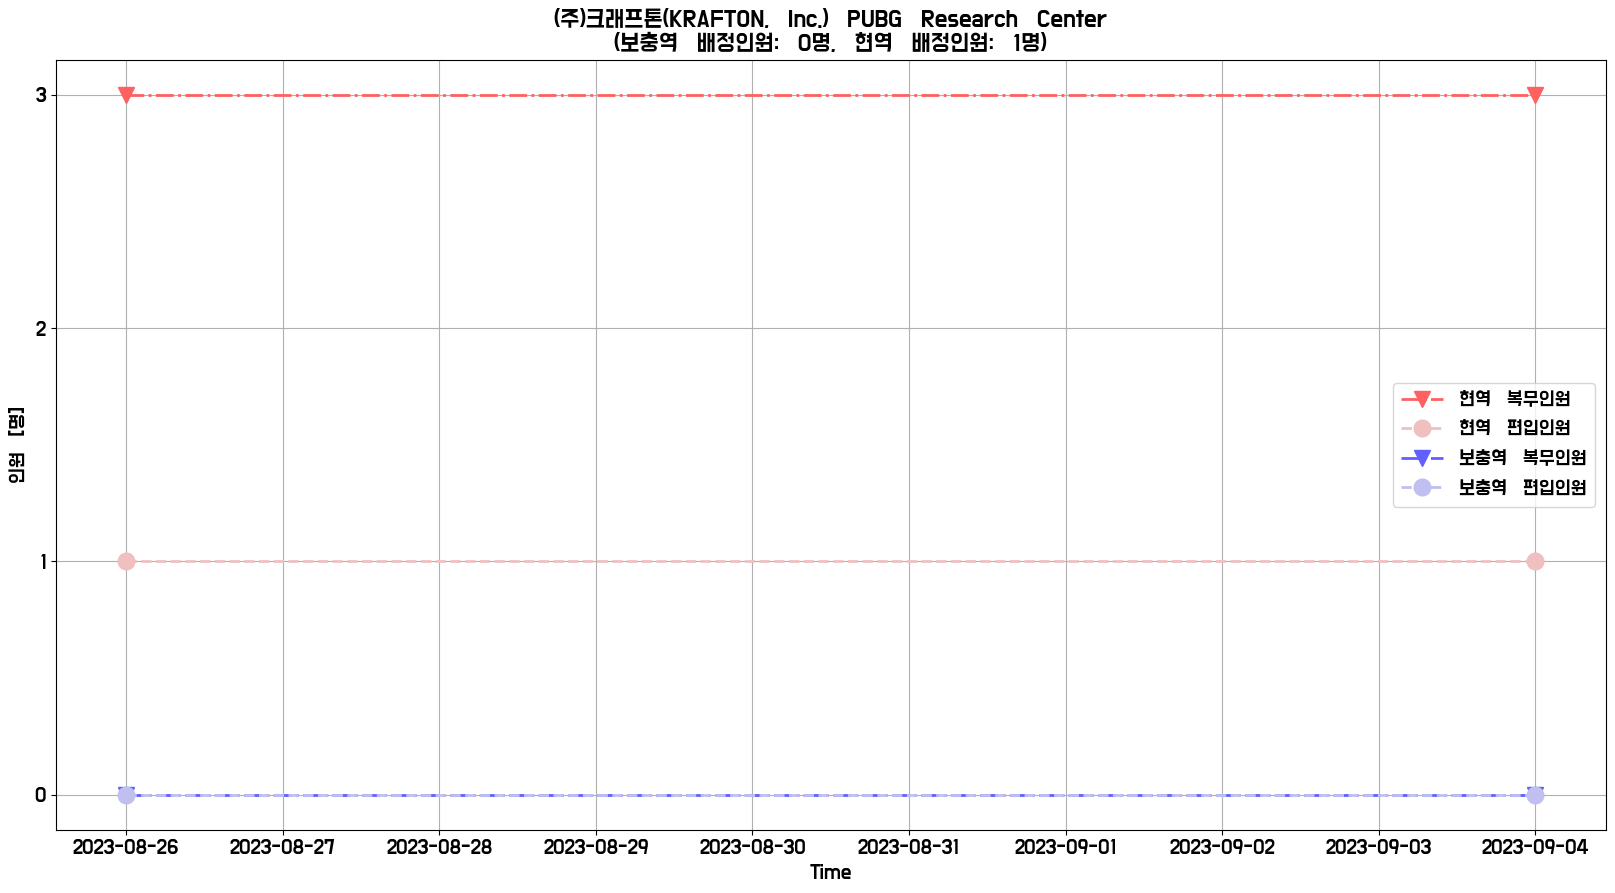 (주)크래프톤(KRAFTON, Inc.) PUBG Research Center
(보충역 배정인원: 0명, 현역 배정인원: 1명)
3
2
1
0
인원 [명]
현역 복무인원
현역 편입인원
보충역 복무인원
보충역 편입인원
2023-08-26 2023-08-27 2023-08-28 2023-08-29 2023-08-30 2023-08-31 2023-09-01 2023-09-02 2023-09-03 2023-09-04
Time